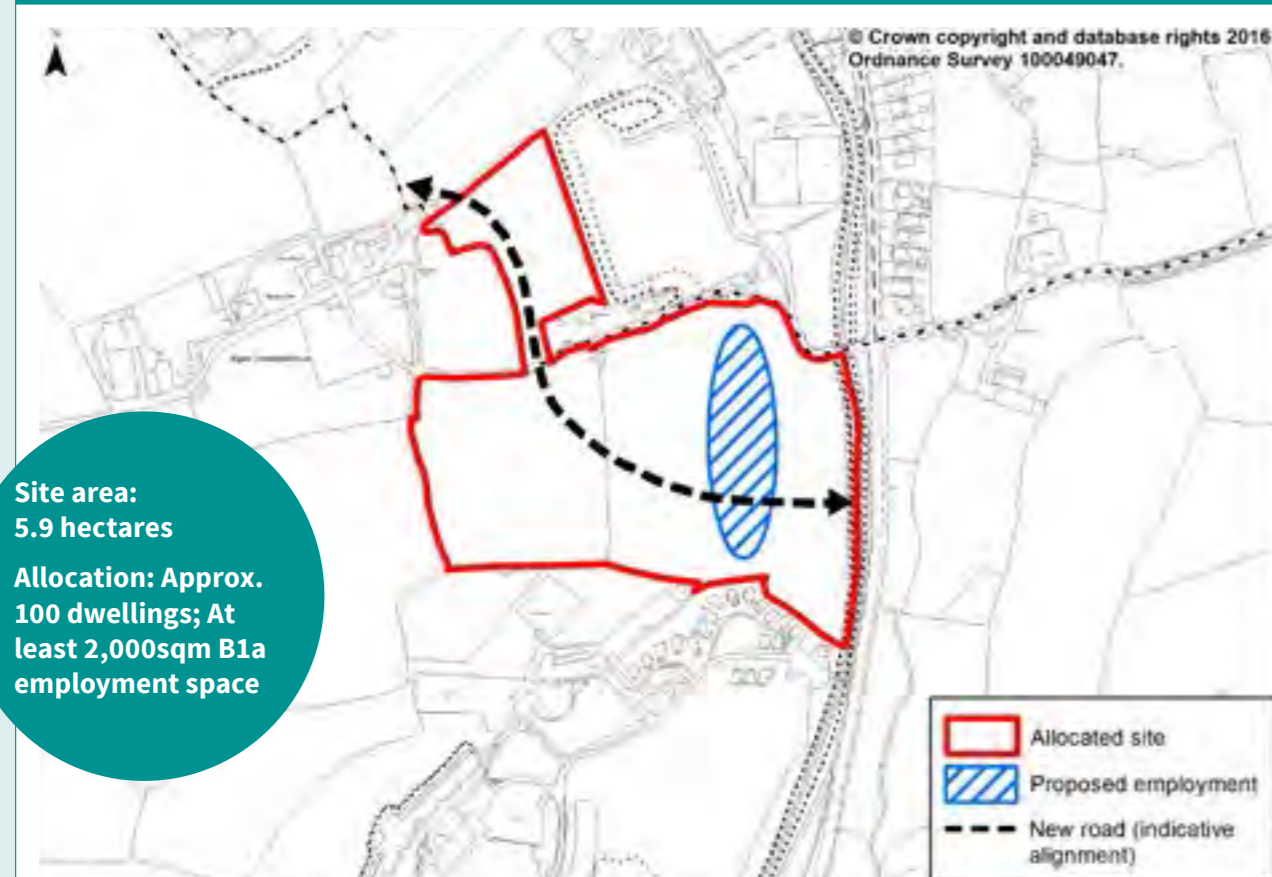 © Crown copyright and database rights 2016
Ordnance Survey 100049047.
Site area:
5.9 hectares
Allocation: Approx.
100 dwellings; At
least 2,000sqm B1a
employment space
Allocated site
Proposed employment
New road (indicative
alignment)